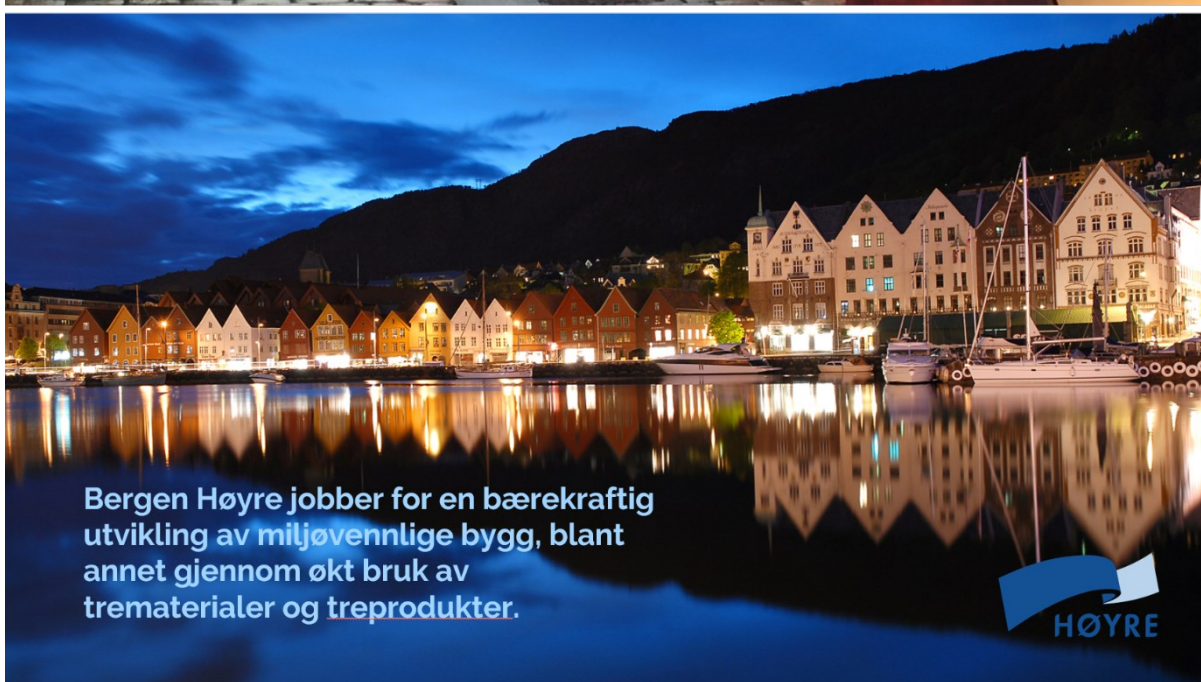 Bergen Høyre jobber for en bærekraftig
utvikling av miljøvennlige bygg, blant
annet gjennom økt bruk av
trematerialer og treprodukter.
HØYRE